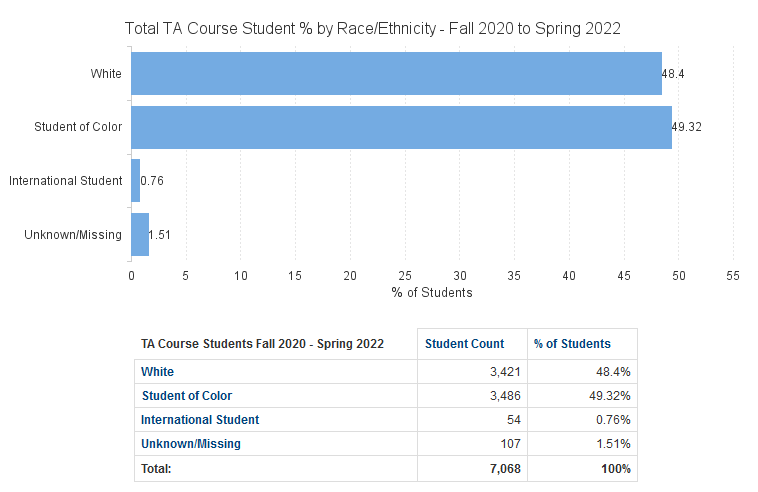 Total TA Course Student % by Race/Ethnicity - Fall 2020 to Spring 2022
White 48.4
Student of Color 49.32
International Student 0.76
Unknown/Missing 1.51
0 5 10 15 20 25 30 35 40 45 50 55
% of Students
TA Course Students Fall 2020 - Spring 2022 Student Count % of Students
White 3,421 48.4%
Student of Color 3,486 49.32%
International Student 54 0.76%
Unknown/Missing 107 1.51%
Total: 7,068 100%